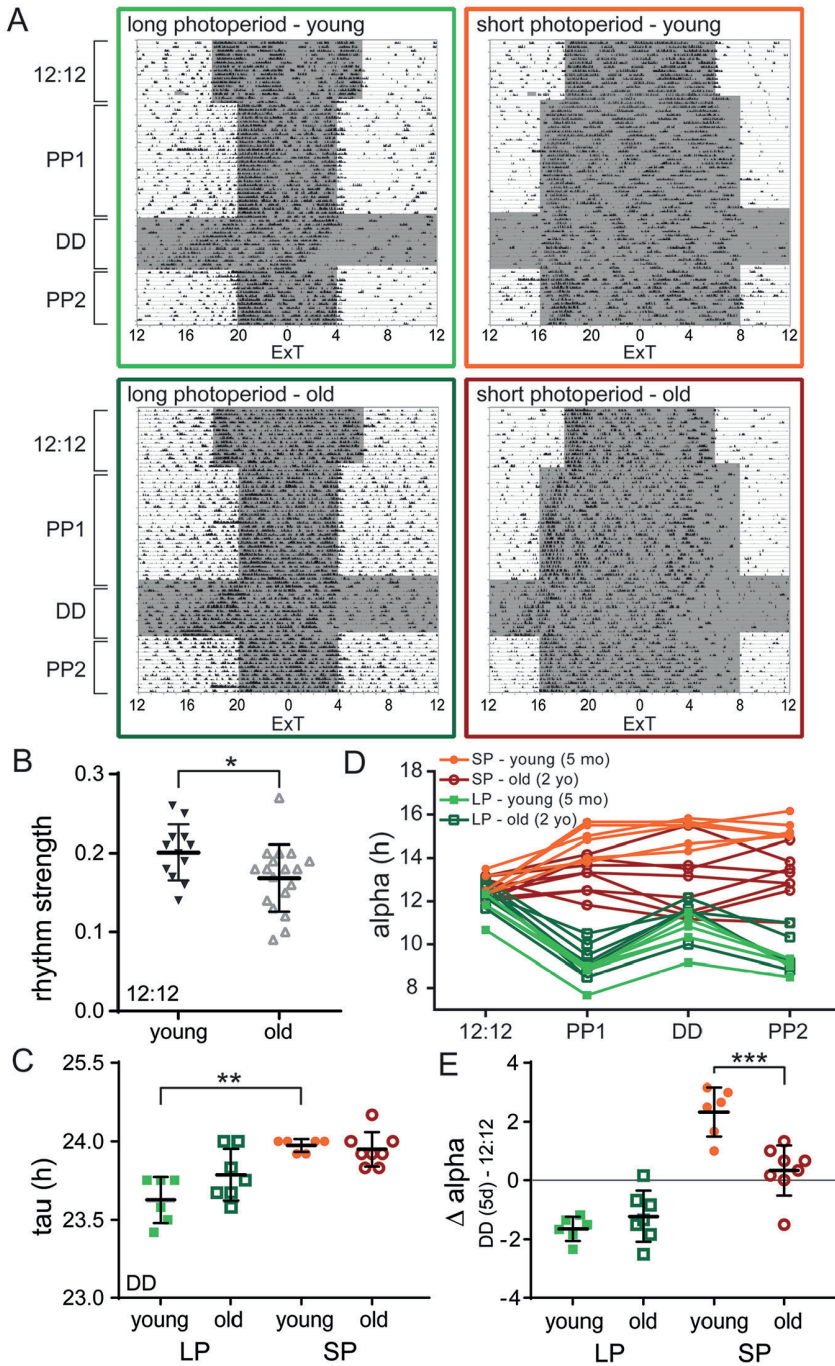 A
long photoperiod - young
short photoperiod - young
12:12
PP1
DD
PP2
12 16 20 0 4 8 12
ExT
12 16 20 0 4 8 12
ExT
long photoperiod - old
short photoperiod - old
12:12
PP1
DD
PP2
12 16 20 0 4 8 12
ExT
12 16 20 0 4 8 12
ExT
B
rhythm strength
0.3
0.2
0.1
0.0
*
12:12
young old
D
SP - young (5 mo)
SP - old (2 yo)
LP - young (5 mo)
LP - old (2 yo)
alpha (h)
18
16
14
12
10
8
12:12 PP1 DD PP2
C
tau (h)
25.5
24.0
23.5
23.0
**
DD
young old young old
LP SP
E
Δ alpha
DD (5d) - 12:12
4
2
0
-2
-4
***
young old young old
LP SP